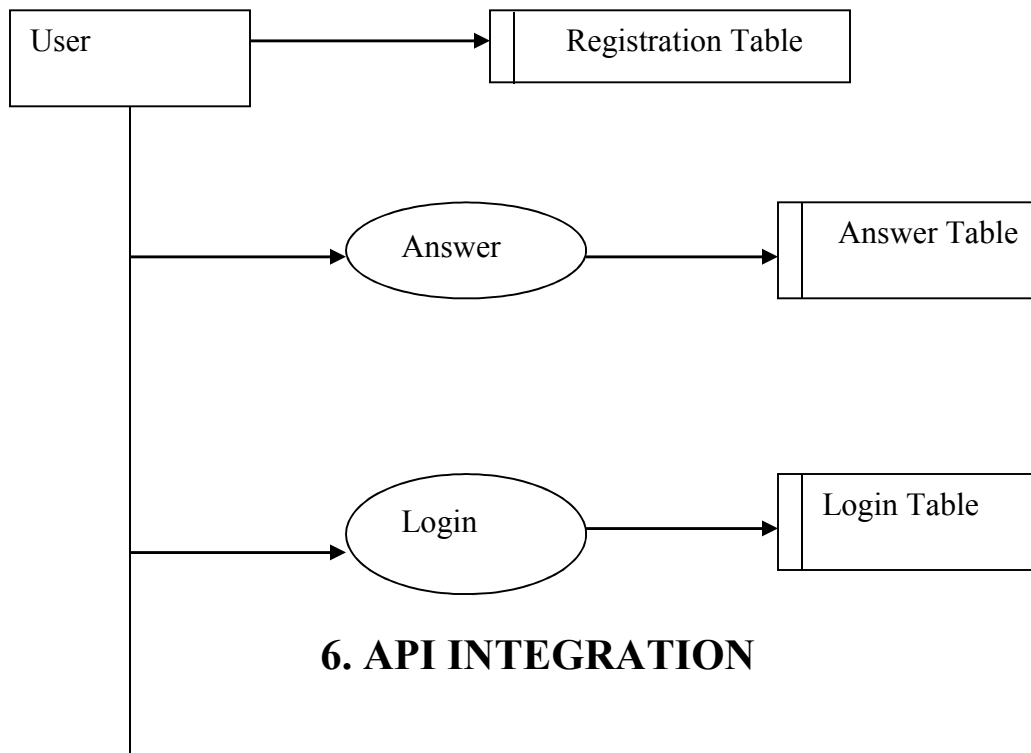 User
Registration Table
Answer
Answer Table
Login
Login Table
6. API INTEGRATION